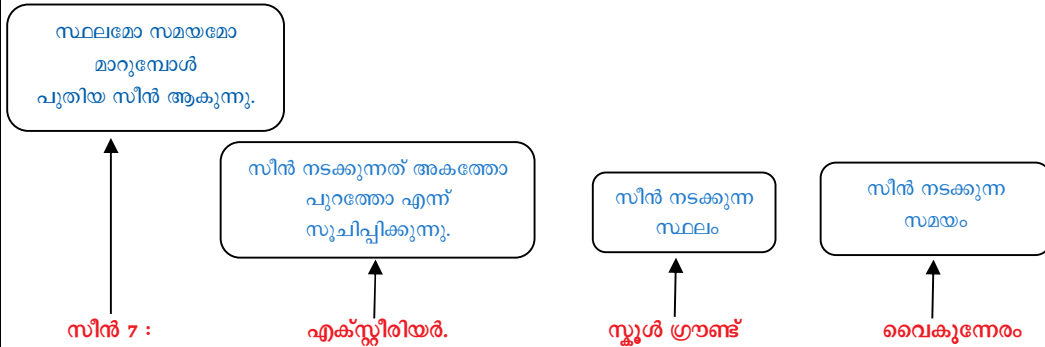 സ്ഥലമോ സമയമോ
മാറുമ്പോൾ
പുതിയ സീൻ ആകുന്നു.
സീൻ നടക്കുന്നത് അകത്തോ
പുറത്തോ എന്ന്
സൂചിപ്പിക്കുന്നു.
സീൻ നടക്കുന്ന
സ്ഥലം
സീൻ നടക്കുന്ന
സമയം
സീൻ 7 : എക്സ്റ്റീരിയർ. സ്കൂൾ ഗ്രൗണ്ട് വൈകുന്നേരം